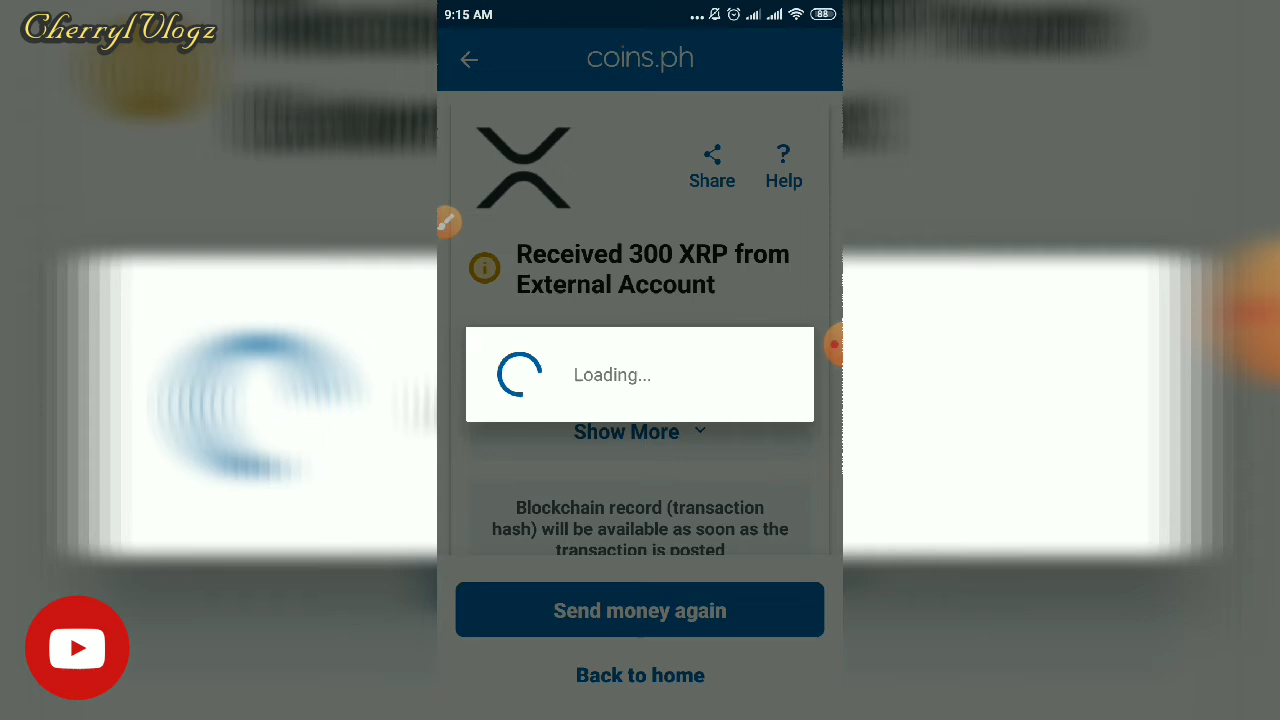 CherrylVlogz
9:15 AM
88
coins.ph
Share
Help
Received 300 XRP from
External Account
Loading...
Show More
Blockchain record (transaction
hash) will be available as soon as the
transaction is posted
Send money again
Back to home